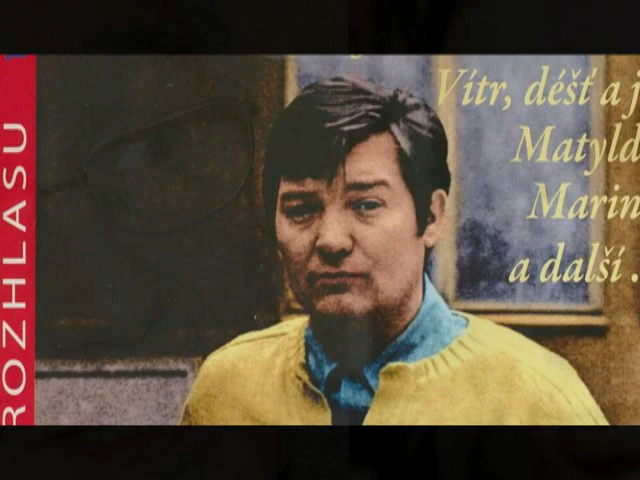 ROZHLASU
Vítr, déšť a j
Matyld
Marin
a další .